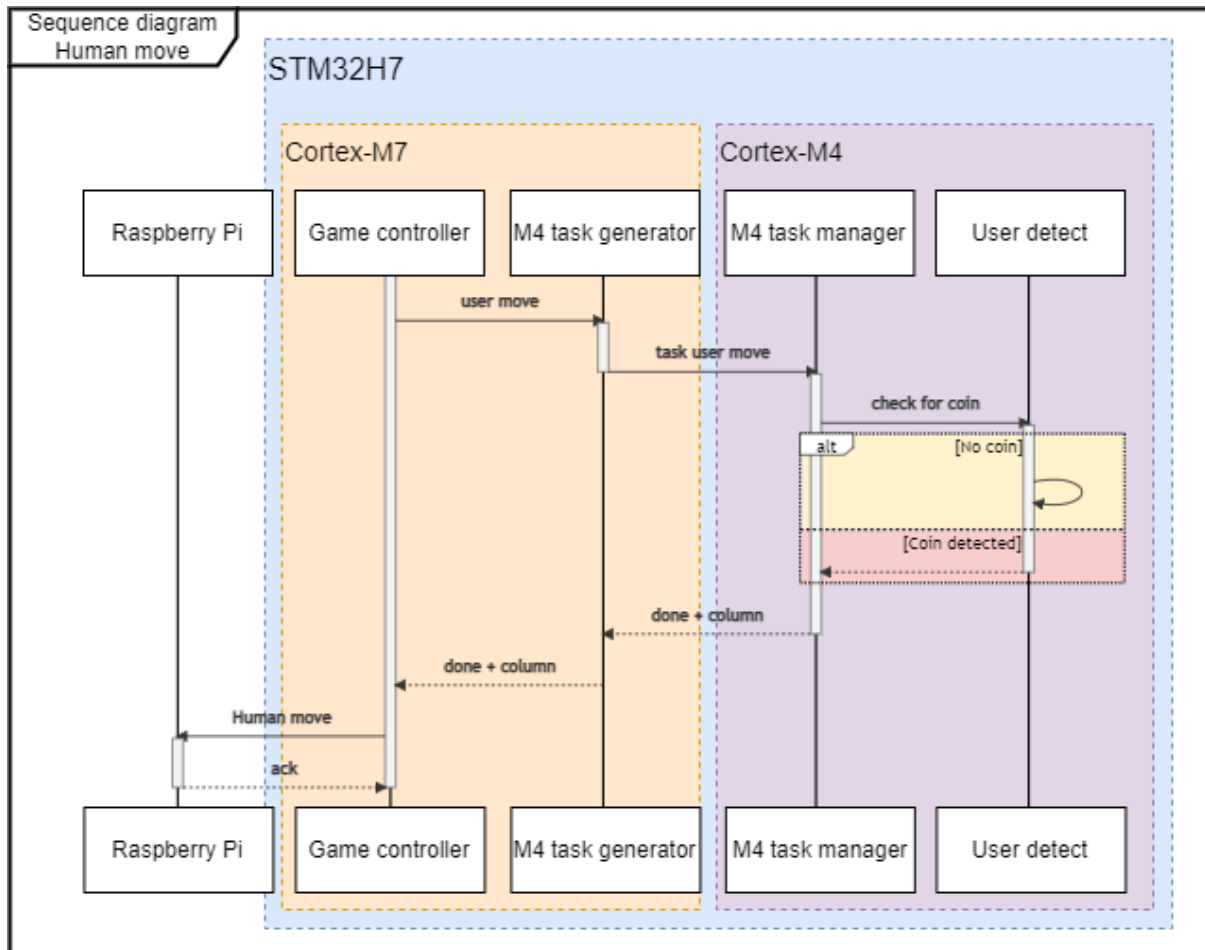 Sequence diagram
Human move
STM32H7
Cortex-M7
Cortex-M4
Raspberry Pi
Game controller
M4 task generator
M4 task manager
User detect
user move
task user move
check for coin
alt
[No coin]
[Coin detected]
done + column
done + column
Human move
ack
Raspberry Pi
Game controller
M4 task generator
M4 task manager
User detect